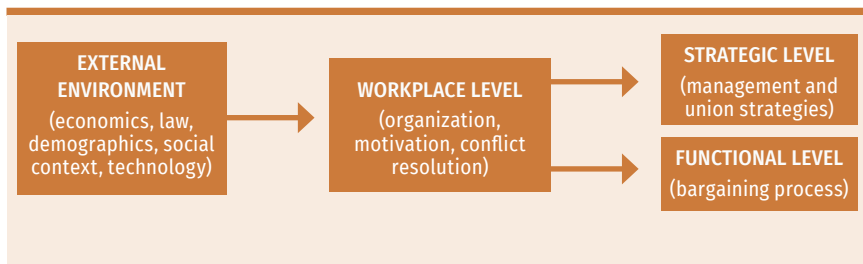 EXTERNAL
ENVIRONMENT
(economics, law,
demographics, social
context, technology)
WORKPLACE LEVEL
(organization,
motivation, conflict
resolution)
STRATEGIC LEVEL
(management and
union strategies)
FUNCTIONAL LEVEL
(bargaining process)